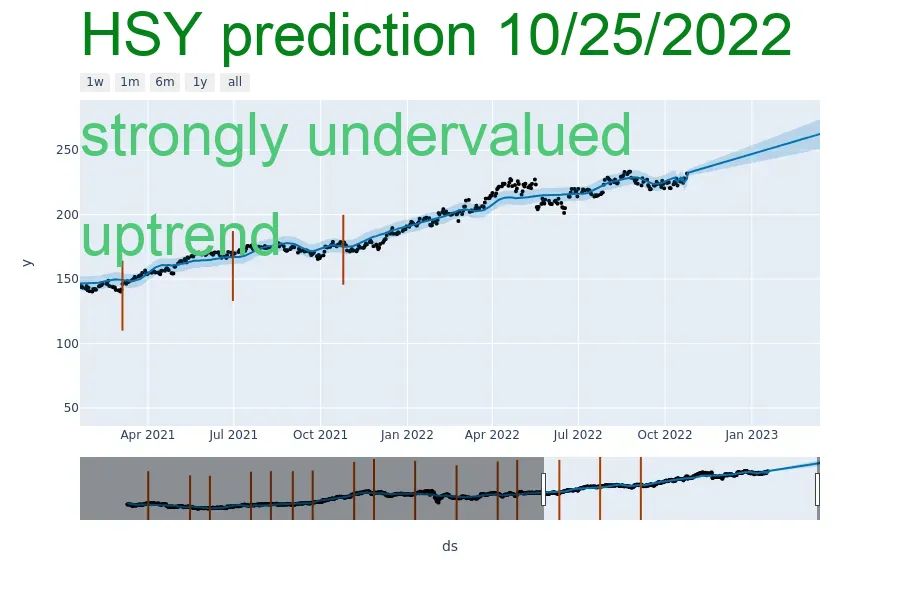 HSY prediction 10/25/2022
1w 1m 6m 1y all
strongly undervalued
250
200
uptrend
y
150
100
50
Apr 2021 Jul 2021 Oct 2021 Jan 2022 Apr 2022 Jul 2022 Oct 2022 Jan 2023
ds